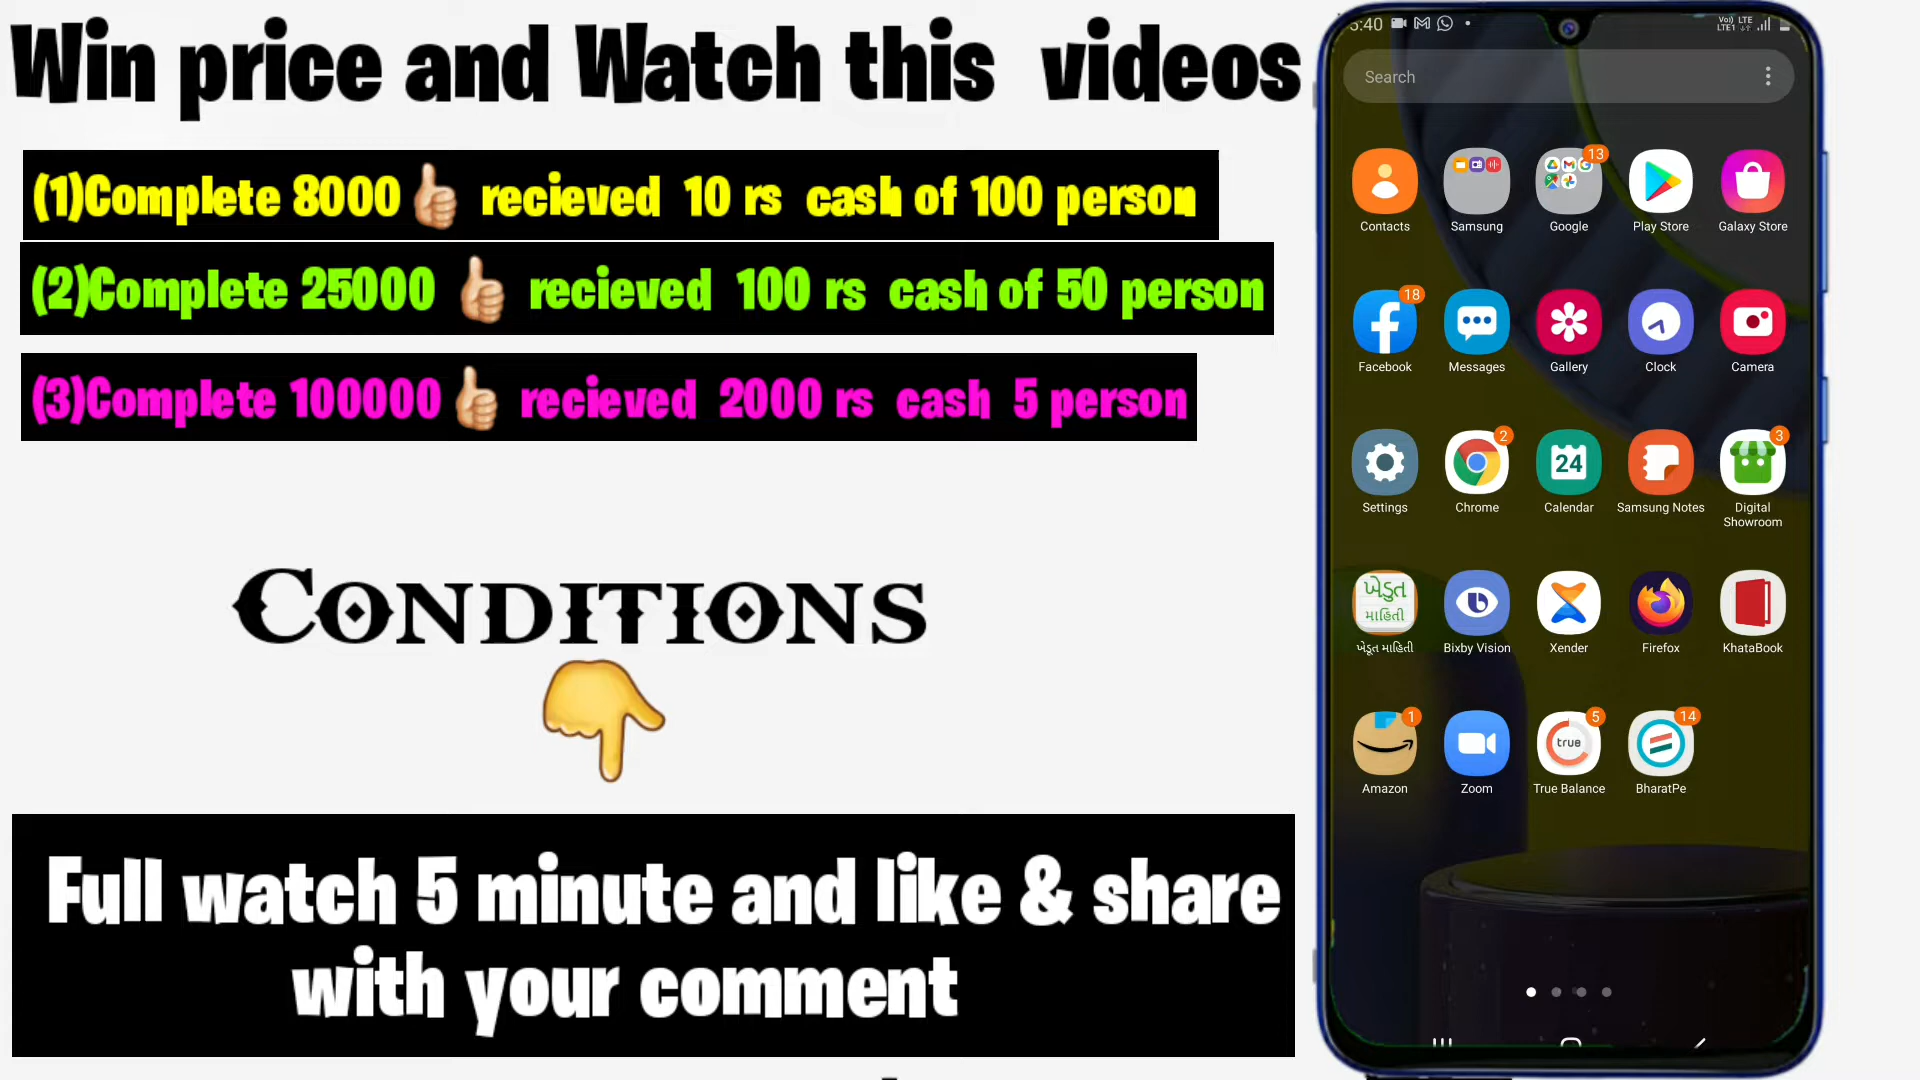 Win price and Watch this videos
(1)Complete 8000👍 recieved 10 rs cash of 100 person
(2)Complete 25000 👍 recieved 100 rs cash of 50 person
(3)Complete 100000👍 recieved 2000 rs cash 5 person
CONDITIONS
Full watch 5 minute and like & share
with your comment
:40
Vo)) LTE
LTE1
Search
13
Contacts Samsung Google Play Store Galaxy Store
18
Facebook Messages Gallery Clock Camera
2 3
24
Settings Chrome Calendar Samsung Notes Digital
Showroom
ખેડુત
માહિતી
ખેડૂત માહિતી Bixby Vision Xender Firefox KhataBook
1 5 14
true
Amazon Zoom True Balance BharatPe